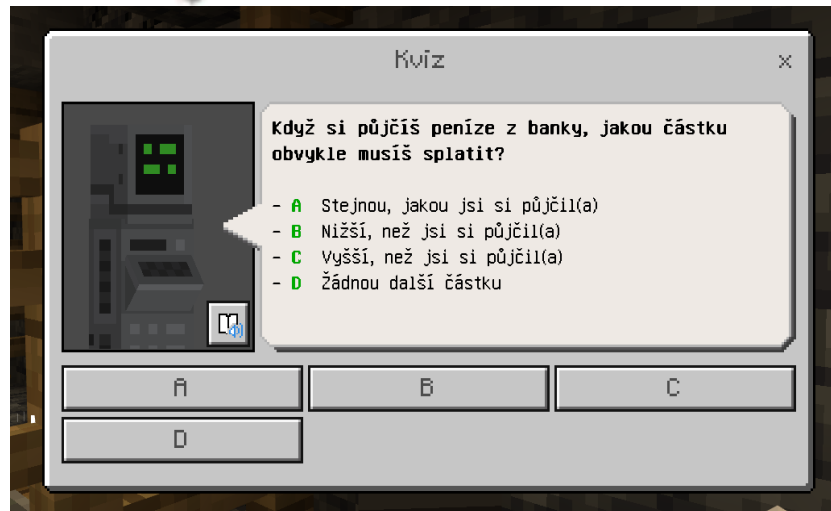 Kvíz
x
Když si půjčíš peníze z banky, jakou částku
obvykle musíš splatit?
- A Stejnou, jakou jsi si půjčil(a)
- B Nižší, než jsi si půjčil(a)
- C Vyšší, než jsi si půjčil(a)
- D Žádnou další částku
A
B
C
D